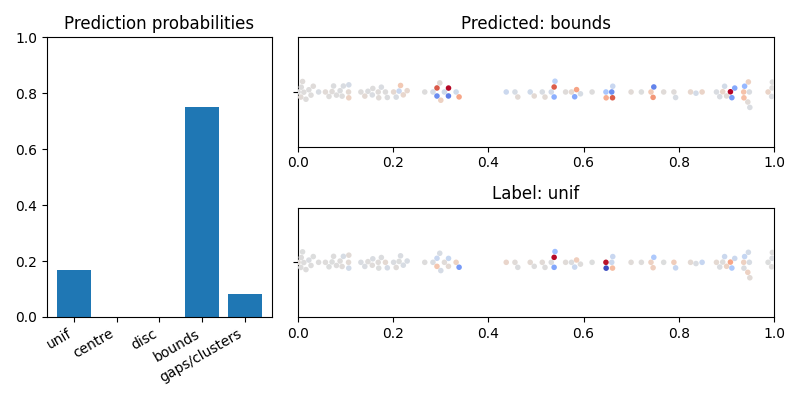 Prediction probabilities
1.0
0.8
0.6
0.4
0.2
0.0
unif
centre
disc
bounds
gaps/clusters
Predicted: bounds
0.0 0.2 0.4 0.6 0.8 1.0
Label: unif
0.0 0.2 0.4 0.6 0.8 1.0